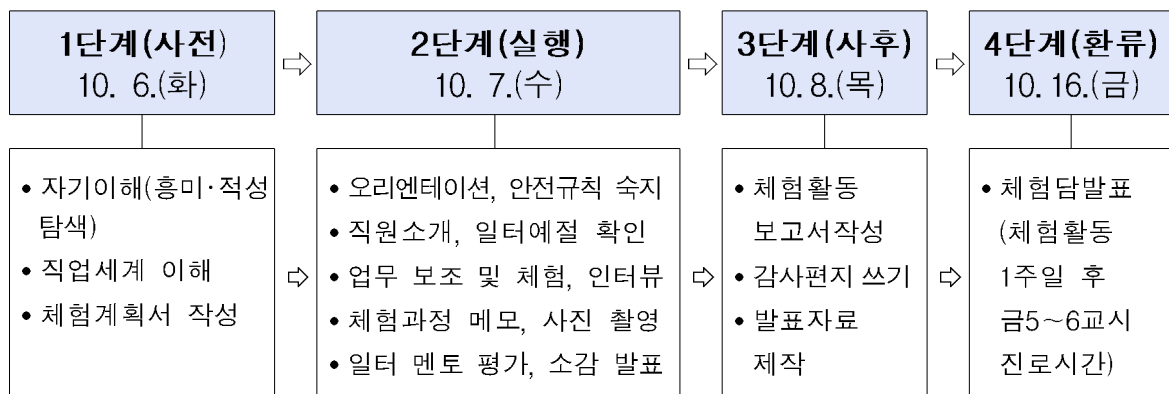 1단계(사전)
10. 6.(화)
2단계(실행)
10. 7.(수)
3단계(사후)
10. 8.(목)
4단계(환류)
10. 16.(금)
• 자기이해(흥미·적성
탐색)
• 직업세계 이해
• 체험계획서 작성
• 오리엔테이션, 안전규칙 숙지
• 직원소개, 일터예절 확인
• 업무 보조 및 체험, 인터뷰
• 체험과정 메모, 사진 촬영
• 일터 멘토 평가, 소감 발표
• 체험활동
보고서작성
• 감사편지 쓰기
• 발표자료
제작
• 체험담발표
(체험활동
1주일 후
금5~6교시
진로시간)